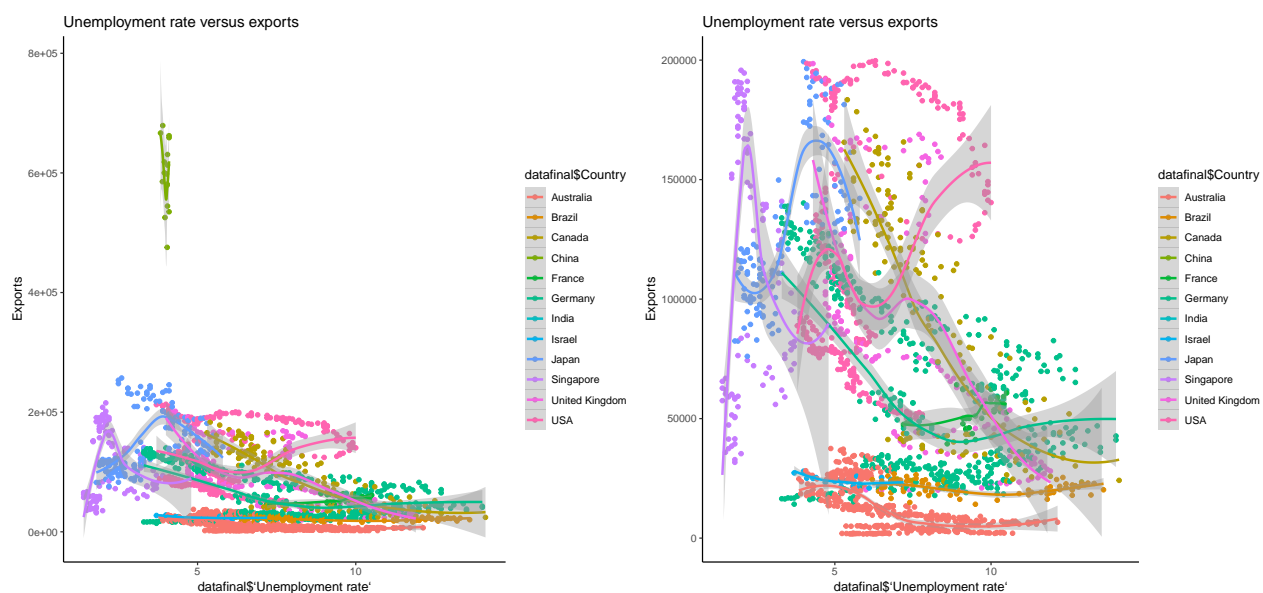 Unemployment rate versus exports
8e+05
6e+05
4e+05
2e+05
0e+00
Exports
5
10
datafinal$‘Unemployment rate‘
datafinal$Country
Australia
Brazil
Canada
China
France
Germany
India
Israel
Japan
Singapore
United Kingdom
USA
Unemployment rate versus exports
200000
150000
100000
50000
0
Exports
5
10
datafinal$‘Unemployment rate‘
datafinal$Country
Australia
Brazil
Canada
China
France
Germany
India
Israel
Japan
Singapore
United Kingdom
USA